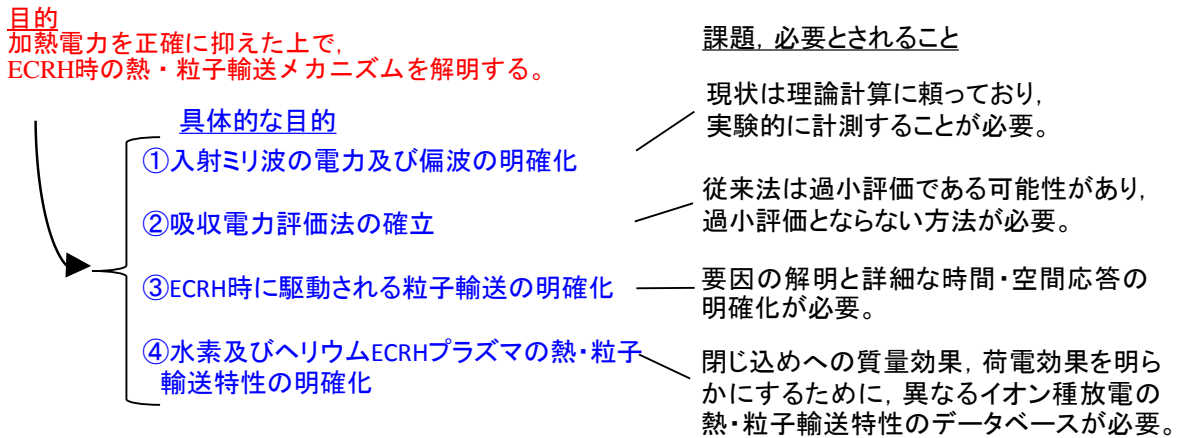 目的
加熱電力を正確に抑えた上で,
ECRH時の熱・粒子輸送メカニズムを解明する。
具体的な目的
①入射ミリ波の電力及び偏波の明確化
②吸収電力評価法の確立
③ECRH時に駆動される粒子輸送の明確化
④水素及びヘリウムECRHプラズマの熱・粒子
輸送特性の明確化
課題, 必要とされること
現状は理論計算に頼っており,
実験的に計測することが必要。
従来法は過小評価である可能性があり,
過小評価とならない方法が必要。
要因の解明と詳細な時間・空間応答の
明確化が必要。
閉じ込めへの質量効果, 荷電効果を明ら
かにするために, 異なるイオン種放電の
熱・粒子輸送特性のデータベースが必要。